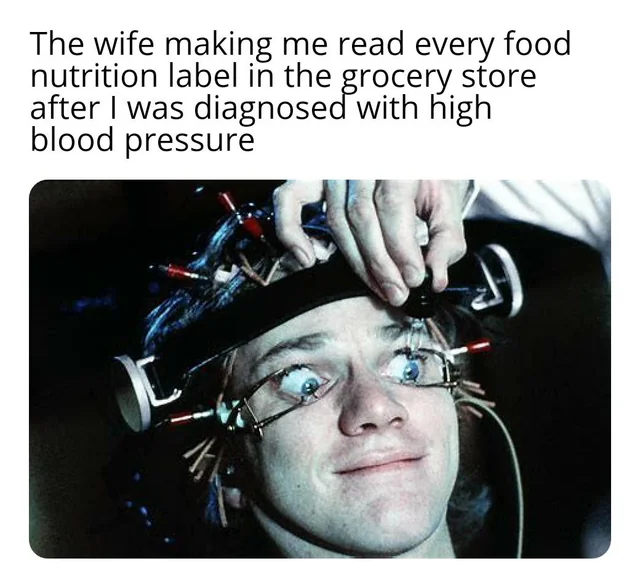 The wife making me read every food
nutrition label in the grocery store
after I was diagnosed with high
blood pressure